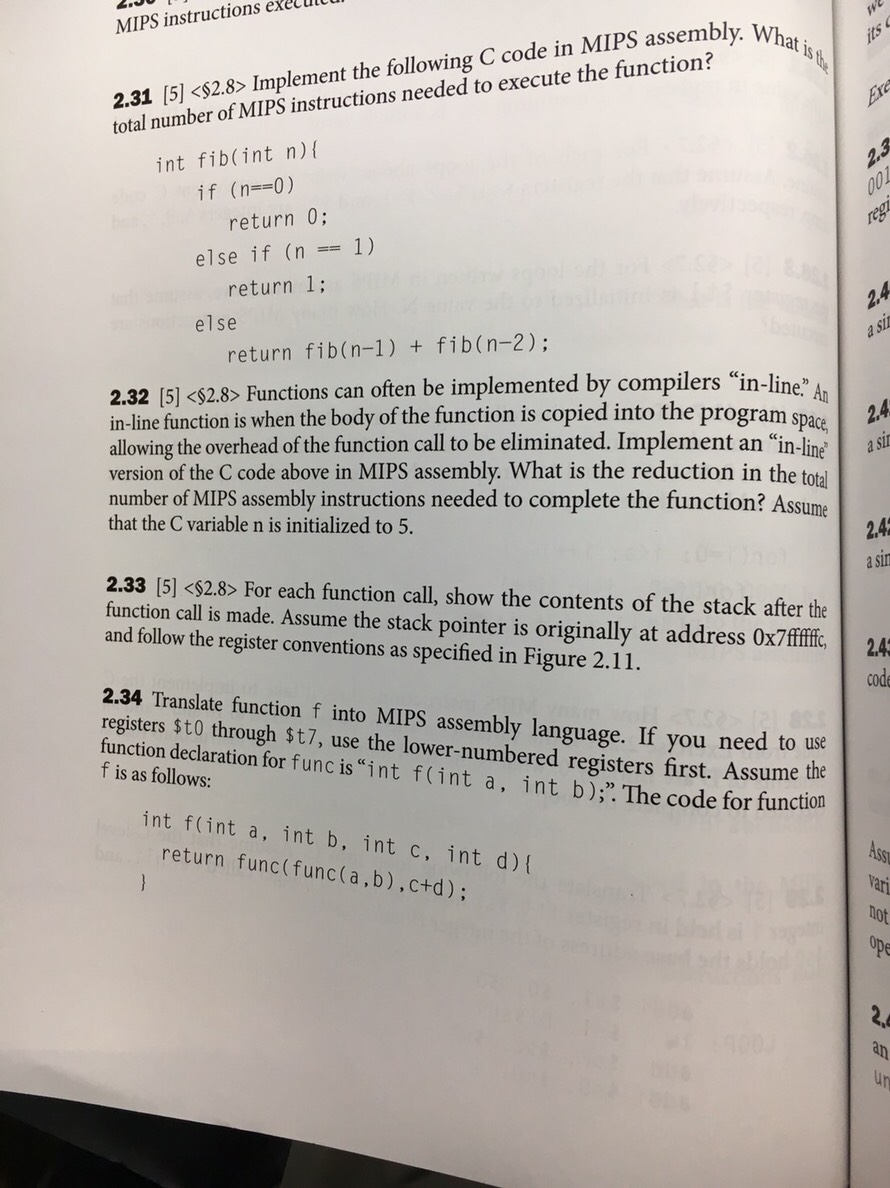 MIPS instructions
2.31 [5] <§2.8> Implement the following C code in MIPS assembly. What is the
total number of MIPS instructions needed to execute the function?
int fib(int n){
if (n==0)
return 0;
else if (n == 1)
return 1;
else
return fib(n-1) + fib(n-2);
2.32 [5] <§2.8> Functions can often be implemented by compilers “in-line.” An
in-line function is when the body of the function is copied into the program space,
allowing the overhead of the function call to be eliminated. Implement an “in-line”
version of the C code above in MIPS assembly. What is the reduction in the total
number of MIPS assembly instructions needed to complete the function? Assume
that the C variable n is initialized to 5.
2.33 [5] <§2.8> For each function call, show the contents of the stack after the
function call is made. Assume the stack pointer is originally at address 0x7ffffffc,
and follow the register conventions as specified in Figure 2.11.
2.34 Translate function f into MIPS assembly language. If you need to use
registers $t0 through $t7, use the lower-numbered registers first. Assume the
function declaration for func is “int f(int a, int b);”. The code for function
f is as follows:
int f(int a, int b, int c, int d){
return func(func(a,b),c+d);
}
we
its
Exe
2.3
001
regi
2.4
a sin
2.4
a sin
2.42
a sin
2.43
code
Assu
vari
not
ope
2.4
an
un